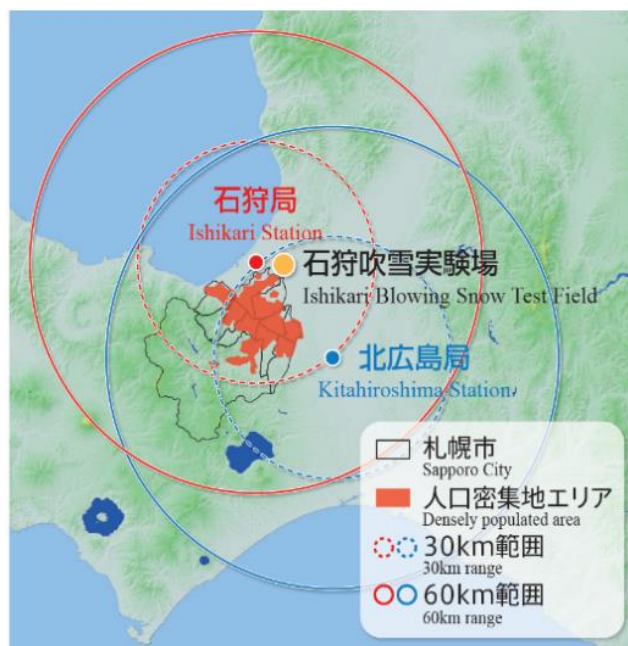 石狩局
Ishikari Station
石狩吹雪実験場
Ishikari Blowing Snow Test Field
北広島局
Kitahiroshima Station
札幌市
Sapporo City
人口密集地エリア
Densely populated area
30km範囲
30km range
60km範囲
60km range